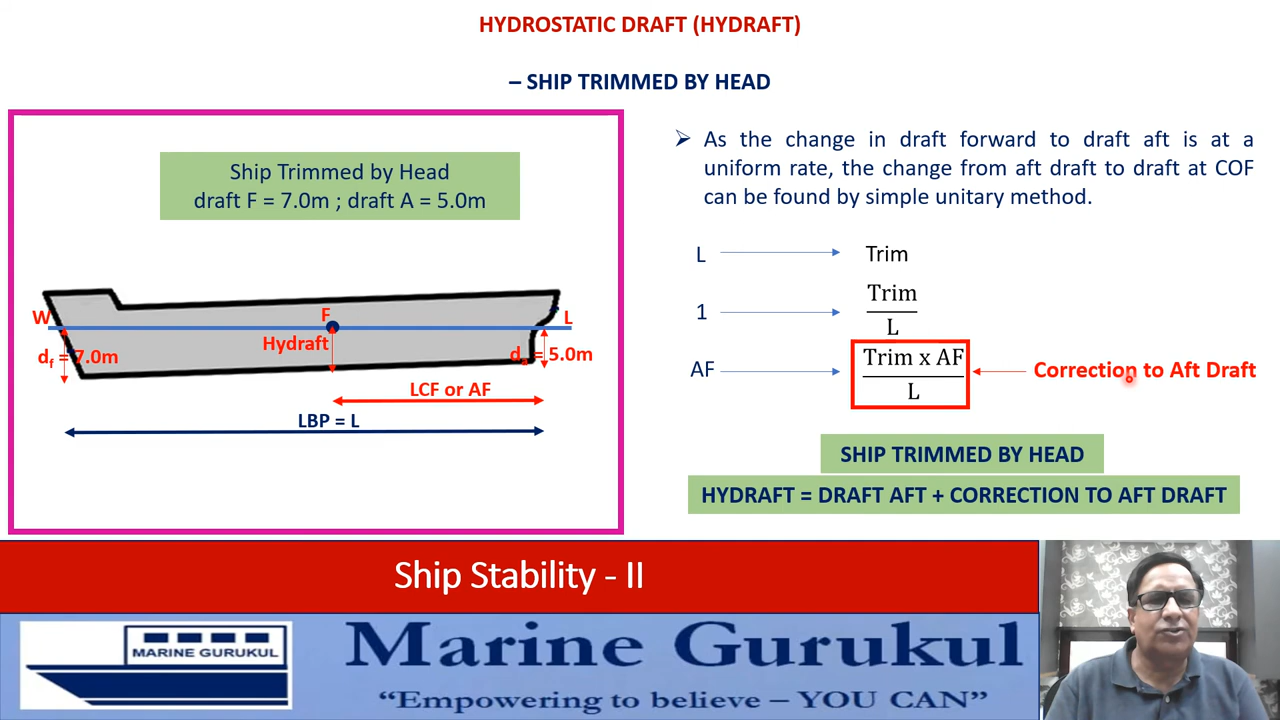 HYDROSTATIC DRAFT (HYDRAFT)
– SHIP TRIMMED BY HEAD
Ship Trimmed by Head
draft F = 7.0m ; draft A = 5.0m
W
F
L
Hydraft
df = 7.0m
da = 5.0m
LCF or AF
LBP = L
➢ As the change in draft forward to draft aft is at a
uniform rate, the change from aft draft to draft at COF
can be found by simple unitary method.
L Trim
1 Trim
L
AF Trim x AF
L
Correction to Aft Draft
SHIP TRIMMED BY HEAD
HYDRAFT = DRAFT AFT + CORRECTION TO AFT DRAFT
Ship Stability - II
MARINE GURUKUL
Marine Gurukul
“Empowering to believe – YOU CAN”